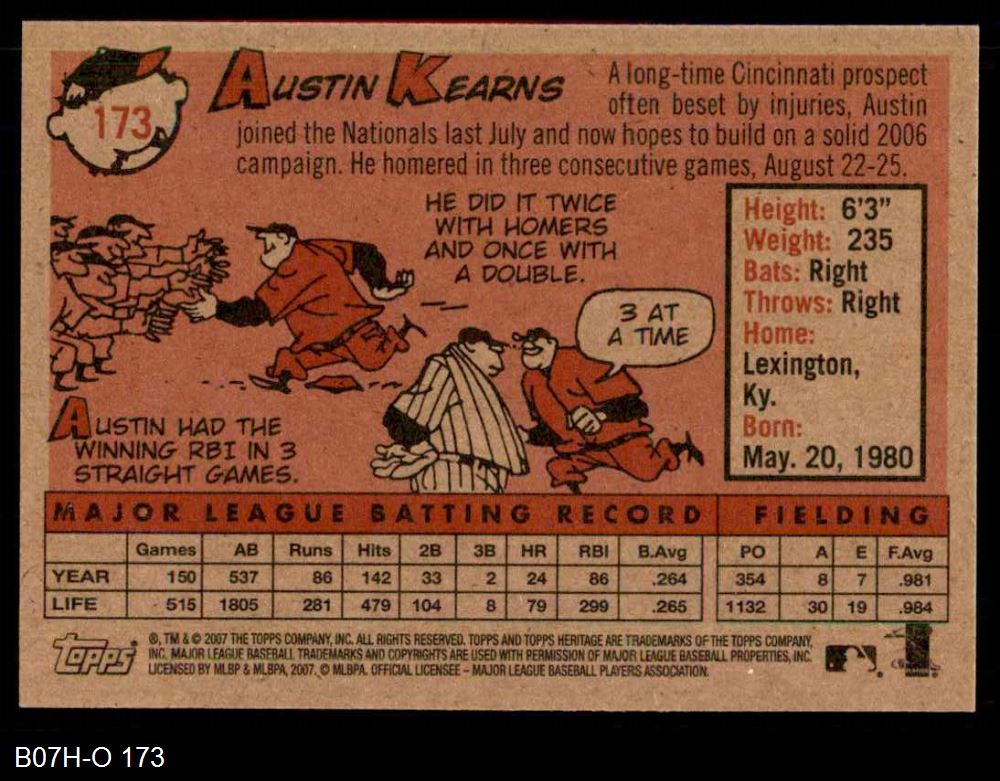 173
AUSTIN KEARNS
A long-time Cincinnati prospect
often beset by injuries, Austin
joined the Nationals last July and now hopes to build on a solid 2006
campaign. He homered in three consecutive games, August 22-25.
HE DID IT TWICE
WITH HOMERS
AND ONCE WITH
A DOUBLE.
3 AT
A TIME
AUSTIN HAD THE
WINNING RBI IN 3
STRAIGHT GAMES.
Height: 6'3"
Weight: 235
Bats: Right
Throws: Right
Home:
Lexington,
Ky.
Born:
May. 20, 1980
MAJOR LEAGUE BATTING RECORD FIELDING
Games AB Runs Hits 2B 3B HR RBI B.Avg PO A E F.Avg
YEAR 150 537 86 142 33 2 24 86 .264 354 8 7 .981
LIFE 515 1805 281 479 104 8 79 299 .265 1132 30 19 .984
Topps
®, TM & © 2007 THE TOPPS COMPANY, INC. ALL RIGHTS RESERVED. TOPPS AND TOPPS HERITAGE ARE TRADEMARKS OF THE TOPPS COMPANY,
INC. MAJOR LEAGUE BASEBALL TRADEMARKS AND COPYRIGHTS ARE USED WITH PERMISSION OF MAJOR LEAGUE BASEBALL PROPERTIES, INC.
LICENSED BY MLBP & MLBPA, 2007. © MLBPA. OFFICIAL LICENSEE – MAJOR LEAGUE BASEBALL PLAYERS ASSOCIATION.
B07H-O 173